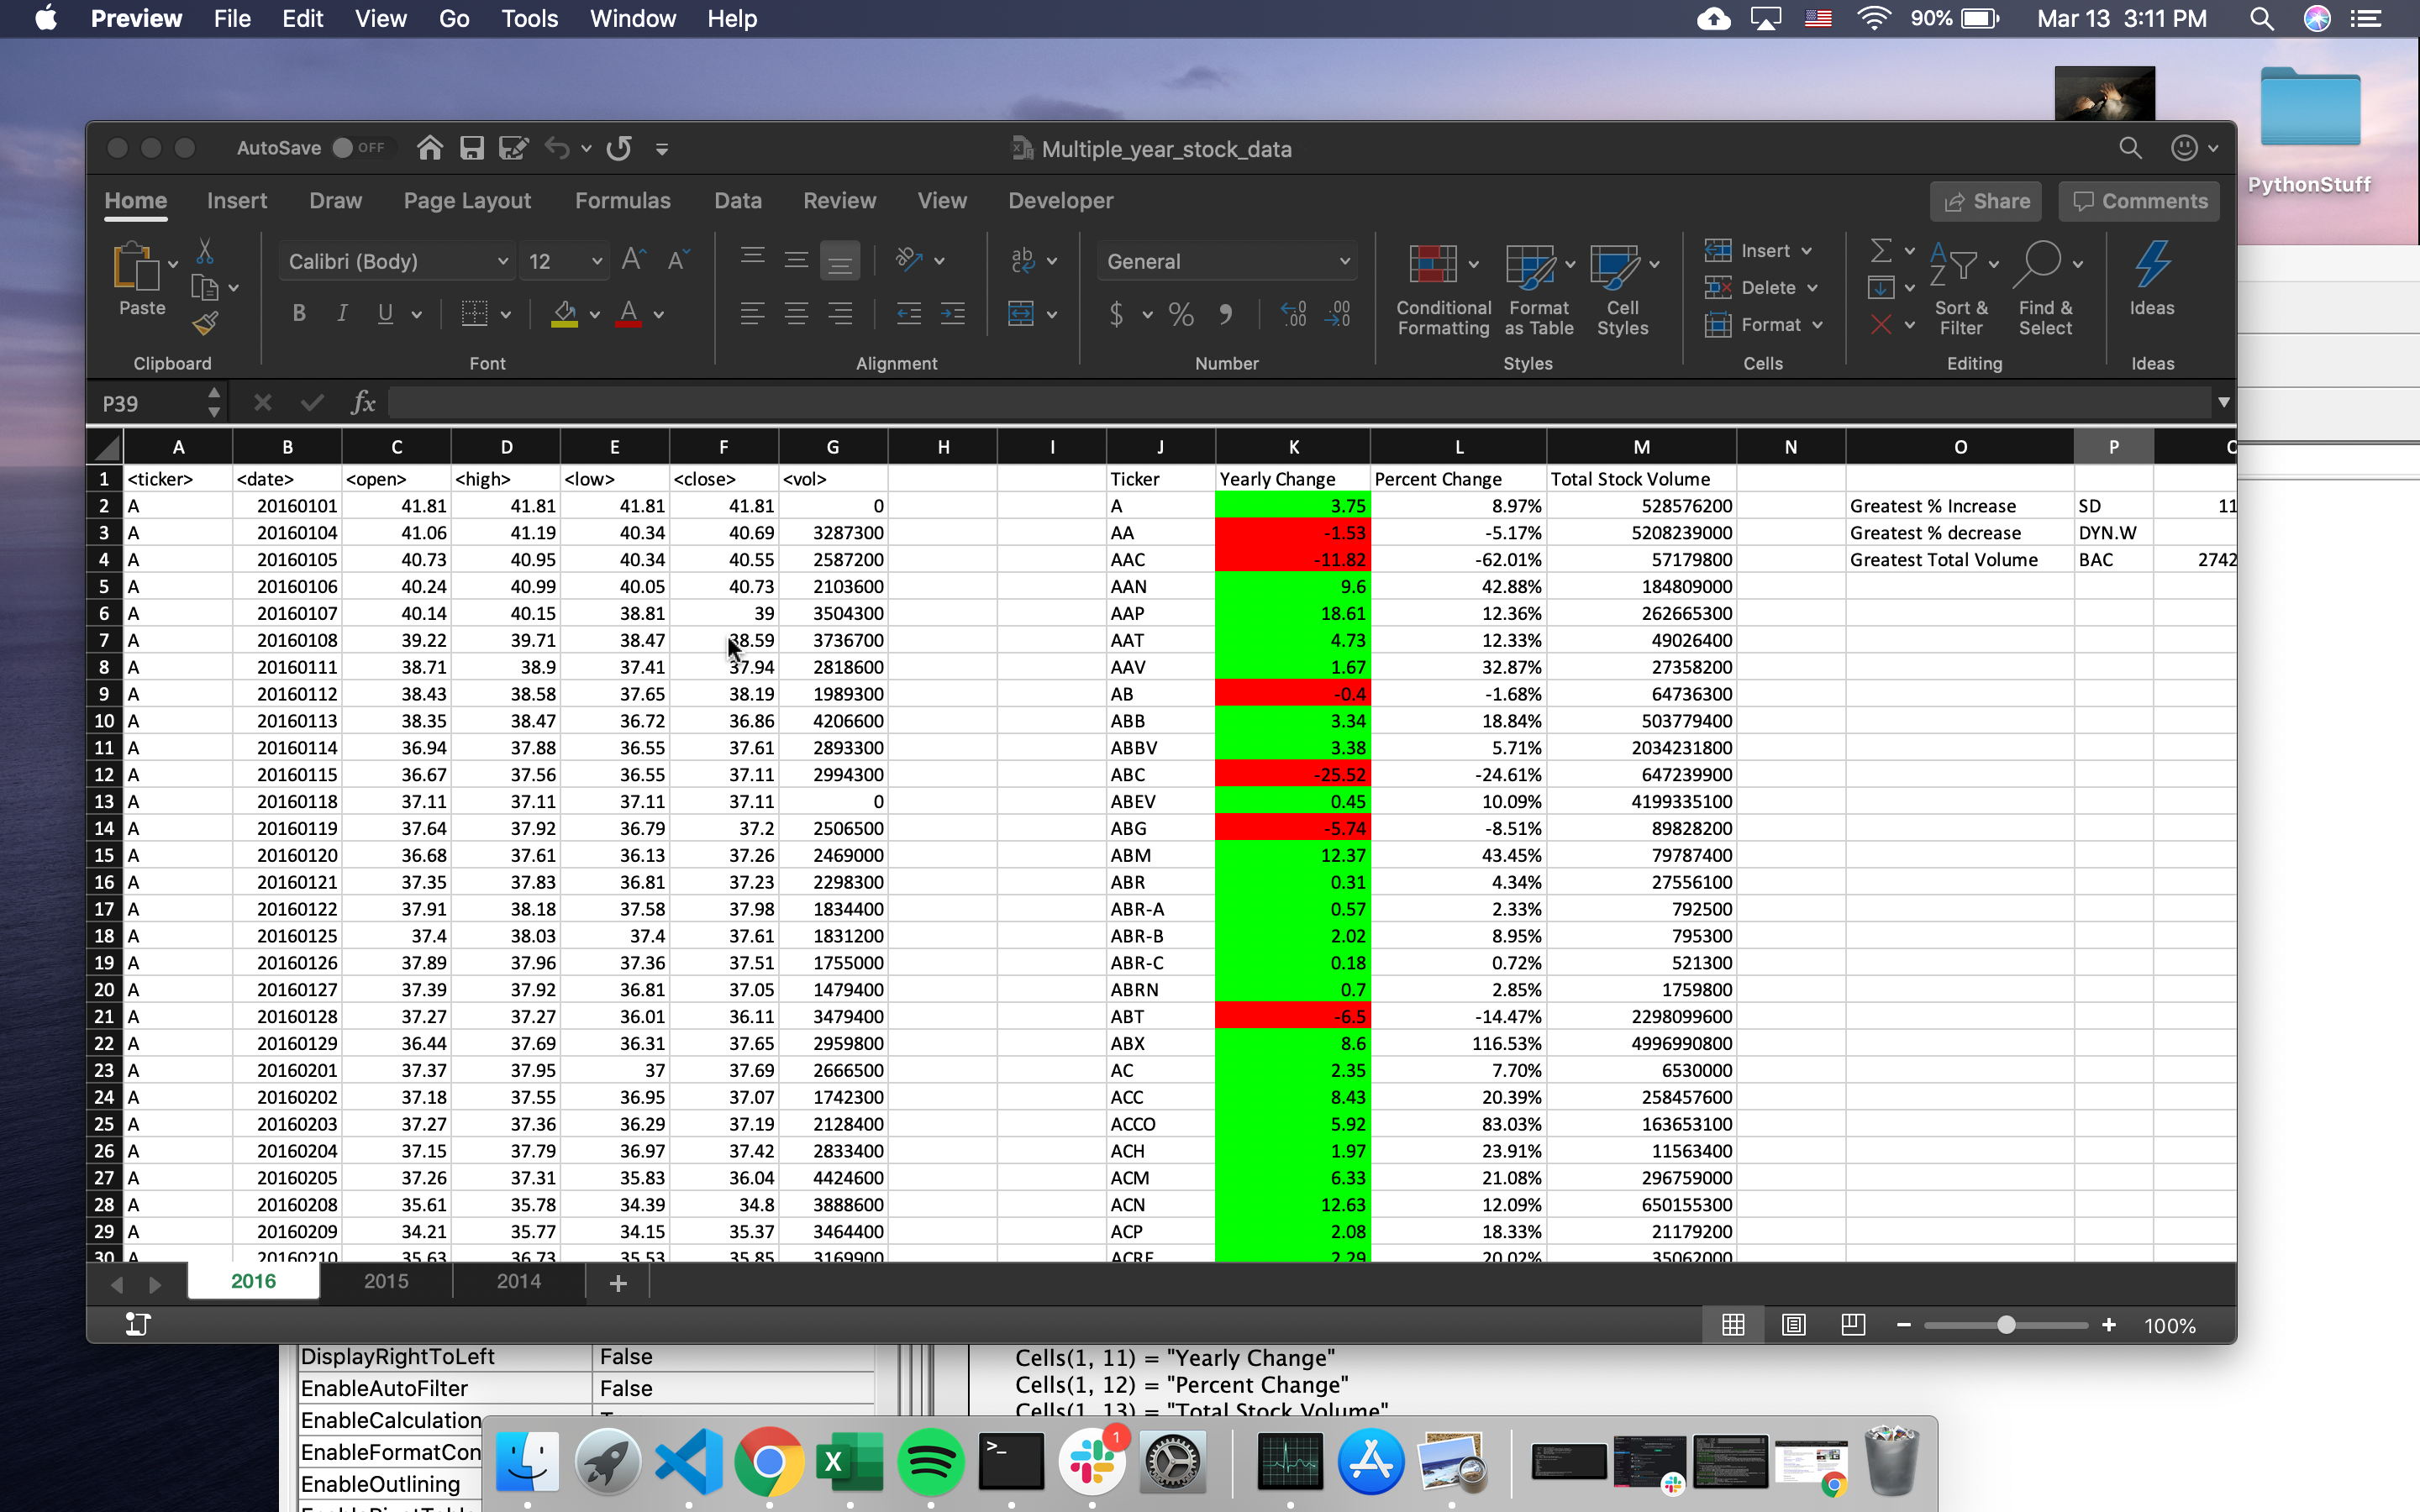 Preview File Edit View Go Tools Window Help 90% Mar 13 3:11 PM
PythonStuff
AutoSave OFF Multiple_year_stock_data
Home Insert Draw Page Layout Formulas Data Review View Developer Share Comments
Paste Calibri (Body) 12 General Conditional Formatting Format as Table Cell Styles Insert Delete Format Sort & Filter Find & Select Ideas
Clipboard Font Alignment Number Styles Cells Editing Ideas
P39 fx
A B C D E F G H I J K L M N O P
1 <ticker> <date> <open> <high> <low> <close> <vol> Ticker Yearly Change Percent Change Total Stock Volume
2 A 20160101 41.81 41.81 41.81 41.81 0 A 3.75 8.97% 528576200 Greatest % Increase SD 11
3 A 20160104 41.06 41.19 40.34 40.69 3287300 AA -1.53 -5.17% 5208239000 Greatest % decrease DYN.W
4 A 20160105 40.73 40.95 40.34 40.55 2587200 AAC -11.82 -62.01% 57179800 Greatest Total Volume BAC 2742
5 A 20160106 40.24 40.99 40.05 40.73 2103600 AAN 9.6 42.88% 184809000
6 A 20160107 40.14 40.15 38.81 39 3504300 AAP 18.61 12.36% 262665300
7 A 20160108 39.22 39.71 38.47 38.59 3736700 AAT 4.73 12.33% 49026400
8 A 20160111 38.71 38.9 37.41 37.94 2818600 AAV 1.67 32.87% 27358200
9 A 20160112 38.43 38.58 37.65 38.19 1989300 AB -0.4 -1.68% 64736300
10 A 20160113 38.35 38.47 36.72 36.86 4206600 ABB 3.34 18.84% 503779400
11 A 20160114 36.94 37.88 36.55 37.61 2893300 ABBV 3.38 5.71% 2034231800
12 A 20160115 36.67 37.56 36.55 37.11 2994300 ABC -25.52 -24.61% 647239900
13 A 20160118 37.11 37.11 37.11 37.11 0 ABEV 0.45 10.09% 4199335100
14 A 20160119 37.64 37.92 36.79 37.2 2506500 ABG -5.74 -8.51% 89828200
15 A 20160120 36.68 37.61 36.13 37.26 2469000 ABM 12.37 43.45% 79787400
16 A 20160121 37.35 37.83 36.81 37.23 2298300 ABR 0.31 4.34% 27556100
17 A 20160122 37.91 38.18 37.58 37.98 1834400 ABR-A 0.57 2.33% 792500
18 A 20160125 37.4 38.03 37.4 37.61 1831200 ABR-B 2.02 8.95% 795300
19 A 20160126 37.89 37.96 37.36 37.51 1755000 ABR-C 0.18 0.72% 521300
20 A 20160127 37.39 37.92 36.81 37.05 1479400 ABRN 0.7 2.85% 1759800
21 A 20160128 37.27 37.27 36.01 36.11 3479400 ABT -6.5 -14.47% 2298099600
22 A 20160129 36.44 37.69 36.31 37.65 2959800 ABX 8.6 116.53% 4996990800
23 A 20160201 37.37 37.95 37 37.69 2666500 AC 2.35 7.70% 6530000
24 A 20160202 37.18 37.55 36.95 37.07 1742300 ACC 8.43 20.39% 258457600
25 A 20160203 37.27 37.36 36.29 37.19 2128400 ACCO 5.92 83.03% 163653100
26 A 20160204 37.15 37.79 36.97 37.42 2833400 ACH 1.97 23.91% 11563400
27 A 20160205 37.26 37.31 35.83 36.04 4424600 ACM 6.33 21.08% 296759000
28 A 20160208 35.61 35.78 34.39 34.8 3888600 ACN 12.63 12.09% 650155300
29 A 20160209 34.21 35.77 34.15 35.37 3464400 ACP 2.08 18.33% 21179200
30 A 20160210 35.63 36.73 35.53 35.85 3169900 ACRE 2.29 20.02% 35062000
2016 2015 2014 +
100%
DisplayRightToLeft False Cells(1, 11) = "Yearly Change"
EnableAutoFilter False Cells(1, 12) = "Percent Change"
EnableCalculation Cells(1, 13) = "Total Stock Volume"
EnableFormatCon
EnableOutlining
1